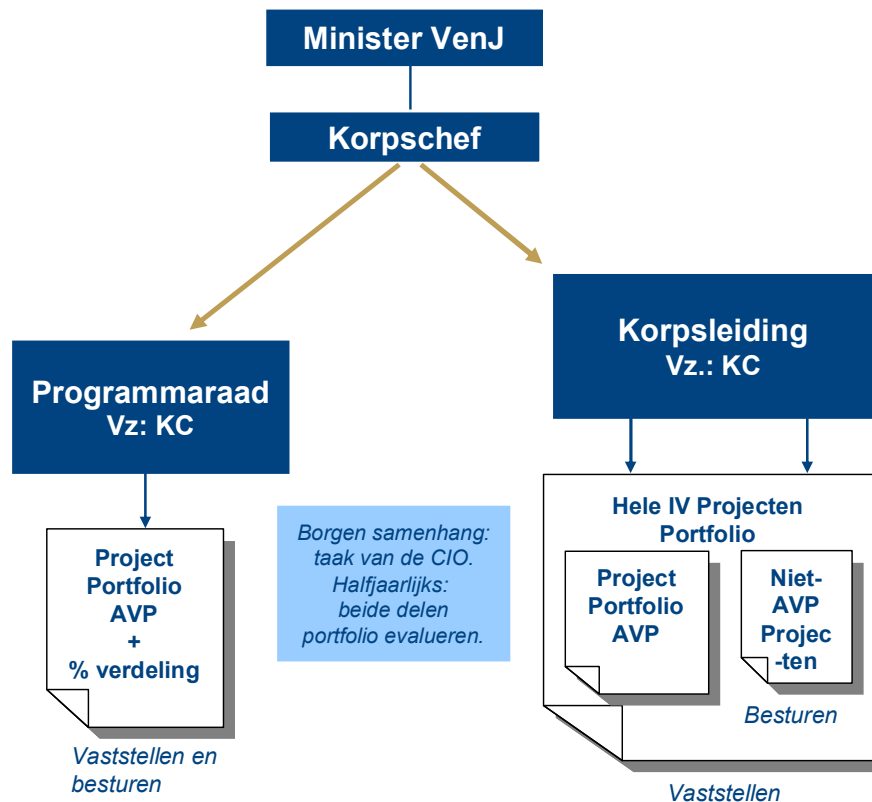 Minister VenJ
Korpschef
Programmaraad
Vz: KC
Korpsleiding
Vz.: KC
Project
Portfolio
AVP
+
% verdeling
Vaststellen en
besturen
Borgen samenhang:
taak van de CIO.
Halfjaarlijks:
beide delen
portfolio evalueren.
Hele IV Projecten
Portfolio
Project
Portfolio
AVP
Niet-
AVP
Projec
-ten
Besturen
Vaststellen